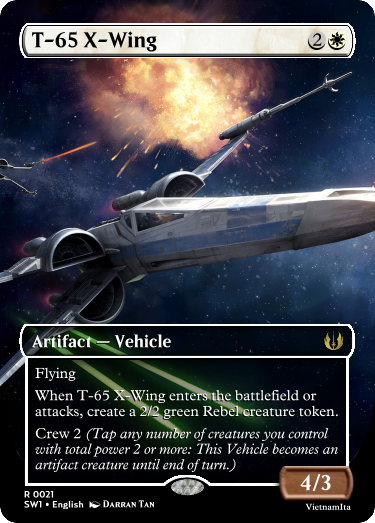 T-65 X-Wing 2
Artifact — Vehicle
Flying
When T-65 X-Wing enters the battlefield or
attacks, create a 2/2 green Rebel creature token.
Crew 2 (Tap any number of creatures you control
with total power 2 or more: This Vehicle becomes an
artifact creature until end of turn.)
4/3
R 0021
SW1 • English Darran Tan
VietnamIta